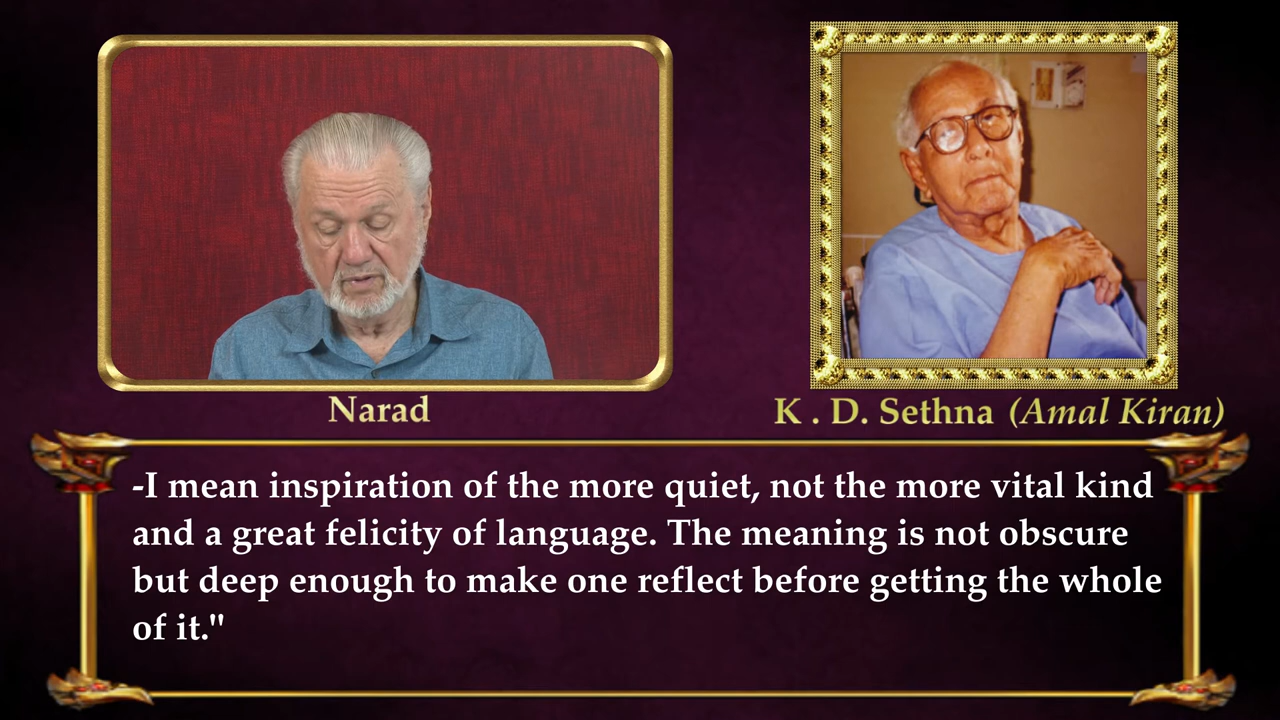 Narad
K . D. Sethna (Amal Kiran)
-I mean inspiration of the more quiet, not the more vital kind
and a great felicity of language. The meaning is not obscure
but deep enough to make one reflect before getting the whole
of it."